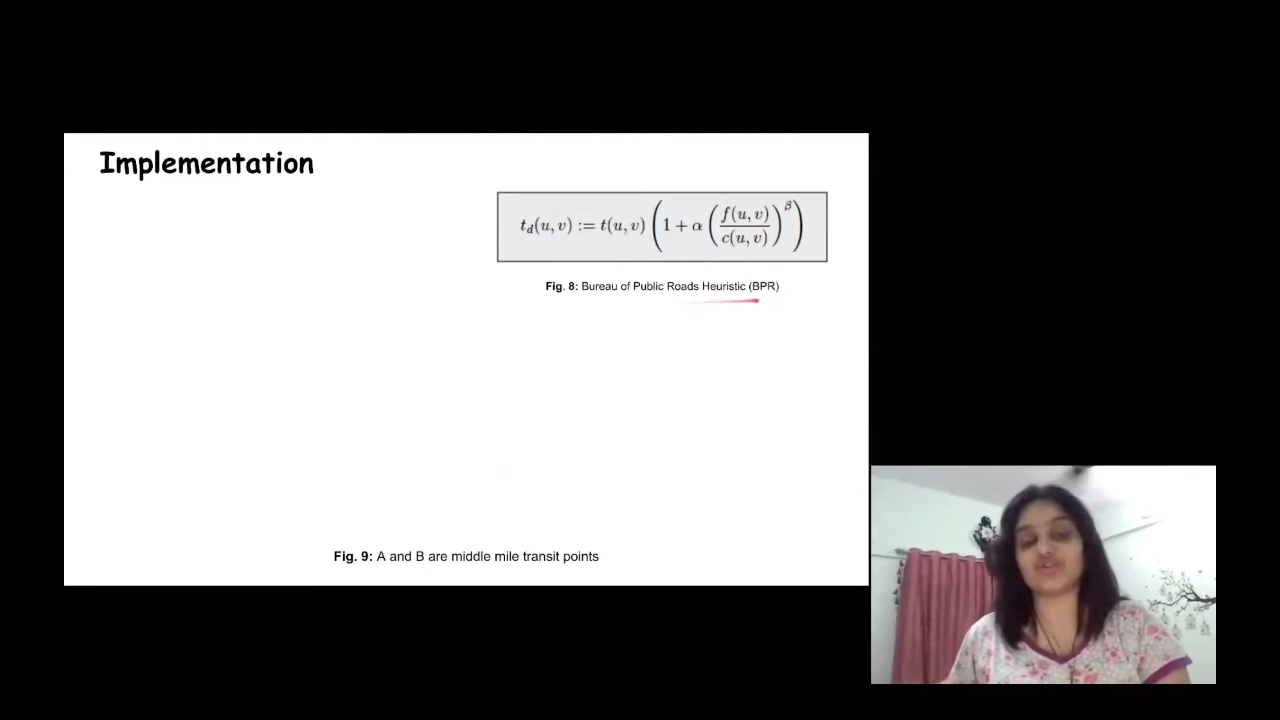 Implementation
t_d(u, v) := t(u, v) (1 + α (f(u, v) / c(u, v))^β)
Fig. 8: Bureau of Public Roads Heuristic (BPR)
Fig. 9: A and B are middle mile transit points